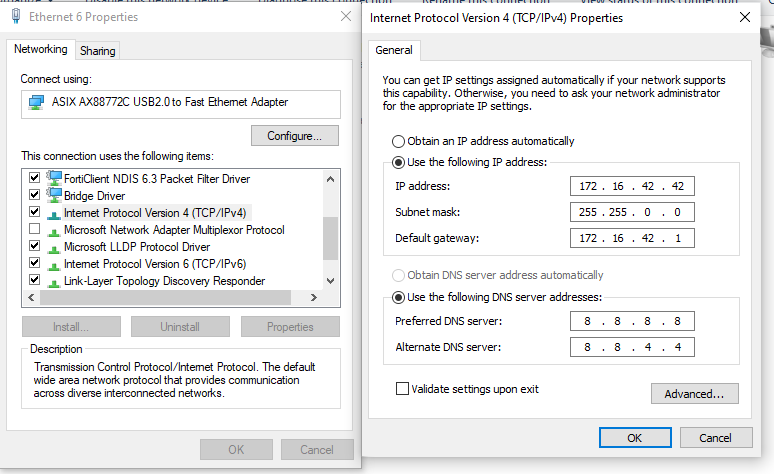 Ethernet 6 Properties
Networking
Sharing
Connect using:
ASIX AX88772C USB2.0 to Fast Ethernet Adapter
Configure...
This connection uses the following items:
FortiClient NDIS 6.3 Packet Filter Driver
Bridge Driver
Internet Protocol Version 4 (TCP/IPv4)
Microsoft Network Adapter Multiplexor Protocol
Microsoft LLDP Protocol Driver
Internet Protocol Version 6 (TCP/IPv6)
Link-Layer Topology Discovery Responder
Install...
Uninstall
Properties
Description
Transmission Control Protocol/Internet Protocol. The default
wide area network protocol that provides communication
across diverse interconnected networks.
OK
Cancel
Internet Protocol Version 4 (TCP/IPv4) Properties
General
You can get IP settings assigned automatically if your network supports
this capability. Otherwise, you need to ask your network administrator
for the appropriate IP settings.
Obtain an IP address automatically
Use the following IP address:
IP address: 172 . 16 . 42 . 42
Subnet mask: 255 . 255 . 0 . 0
Default gateway: 172 . 16 . 42 . 1
Obtain DNS server address automatically
Use the following DNS server addresses:
Preferred DNS server: 8 . 8 . 8 . 8
Alternate DNS server: 8 . 8 . 4 . 4
Validate settings upon exit
Advanced...
OK
Cancel